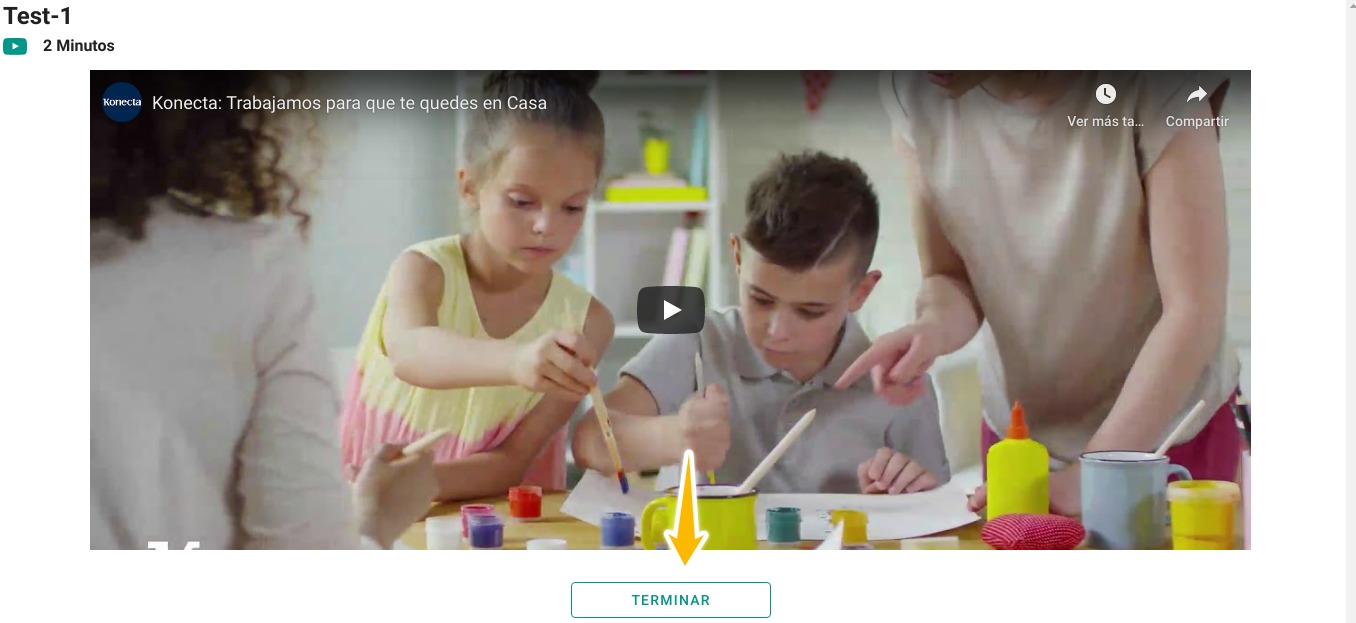 Test-1
2 Minutos
Konecta
Konecta: Trabajamos para que te quedes en Casa
Ver más ta...
Compartir
TERMINAR